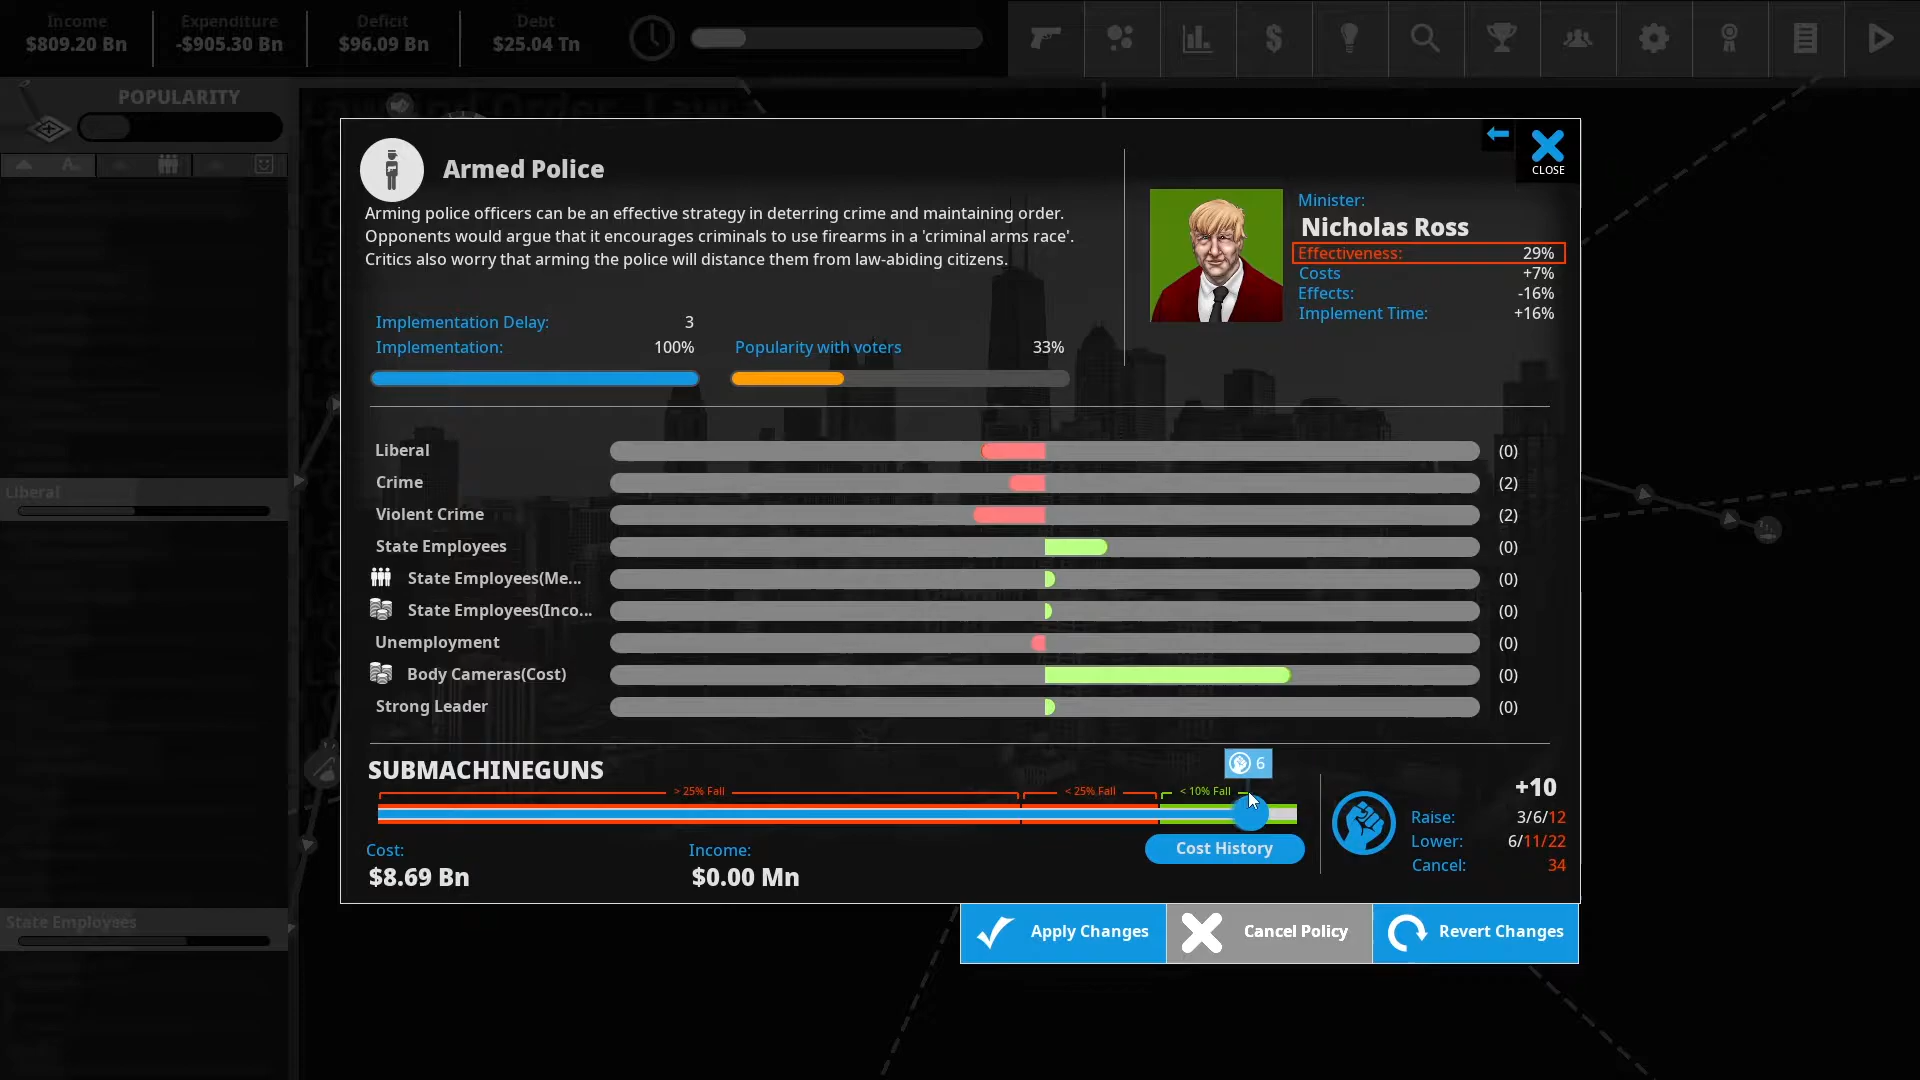 Income
$809.20 Bn
Expenditure
-$905.30 Bn
Deficit
$96.09 Bn
Debt
$25.04 Tn
POPULARITY
Liberal
State Employees
Armed Police
Arming police officers can be an effective strategy in deterring crime and maintaining order.
Opponents would argue that it encourages criminals to use firearms in a 'criminal arms race'.
Critics also worry that arming the police will distance them from law-abiding citizens.
Implementation Delay: 3
Implementation: 100%
Popularity with voters 33%
CLOSE
Minister:
Nicholas Ross
Effectiveness: 29%
Costs +7%
Effects: -16%
Implement Time: +16%
Liberal (0)
Crime (2)
Violent Crime (2)
State Employees (0)
State Employees(Me... (0)
State Employees(Inco... (0)
Unemployment (0)
Body Cameras(Cost) (0)
Strong Leader (0)
SUBMACHINEGUNS
6
> 25% Fall
< 25% Fall
< 10% Fall
Cost:
$8.69 Bn
Income:
$0.00 Mn
Cost History
+10
Raise: 3/6/12
Lower: 6/11/22
Cancel: 34
Apply Changes
Cancel Policy
Revert Changes